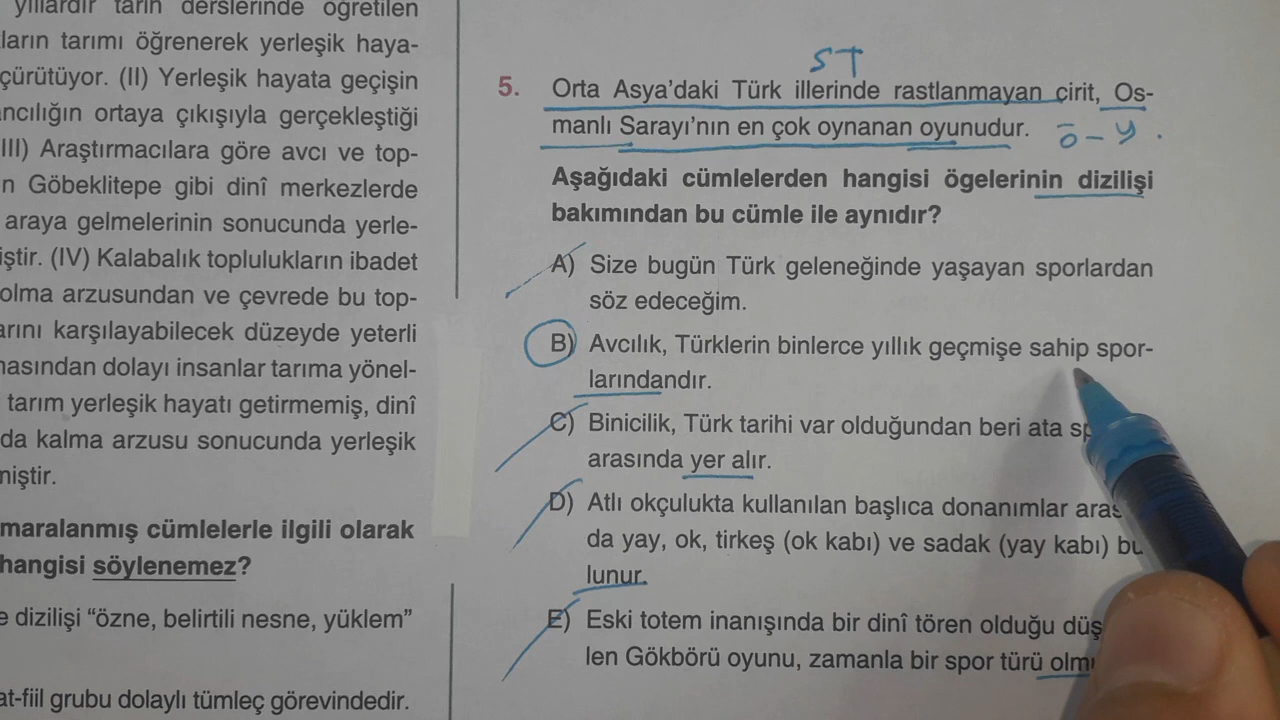 yıllardır tarih derslerinde öğretilen
ların tarımı öğrenerek yerleşik haya-
çürütüyor. (II) Yerleşik hayata geçişin
ncılığın ortaya çıkışıyla gerçekleştiği
III) Araştırmacılara göre avcı ve top-
n Göbeklitepe gibi dinî merkezlerde
araya gelmelerinin sonucunda yerle-
iştir. (IV) Kalabalık toplulukların ibadet
olma arzusundan ve çevrede bu top-
arını karşılayabilecek düzeyde yeterli
masından dolayı insanlar tarıma yönel-
tarım yerleşik hayatı getirmemiş, dinî
da kalma arzusu sonucunda yerleşik
miştir.
maralanmış cümlelerle ilgili olarak
hangisi söylenemez?
e dizilişi “özne, belirtili nesne, yüklem”
at-fiil grubu dolaylı tümleç görevindedir.
ST
5. Orta Asya’daki Türk illerinde rastlanmayan cirit, Os-
manlı Sarayı’nın en çok oynanan oyunudur. ö - y .
Aşağıdaki cümlelerden hangisi ögelerinin dizilişi
bakımından bu cümle ile aynıdır?
A) Size bugün Türk geleneğinde yaşayan sporlardan
söz edeceğim.
B) Avcılık, Türklerin binlerce yıllık geçmişe sahip spor-
larındandır.
C) Binicilik, Türk tarihi var olduğundan beri ata sp
arasında yer alır.
D) Atlı okçulukta kullanılan başlıca donanımlar aras
da yay, ok, tirkeş (ok kabı) ve sadak (yay kabı) bu
lunur.
E) Eski totem inanışında bir dinî tören olduğu düş
len Gökbörü oyunu, zamanla bir spor türü olmu